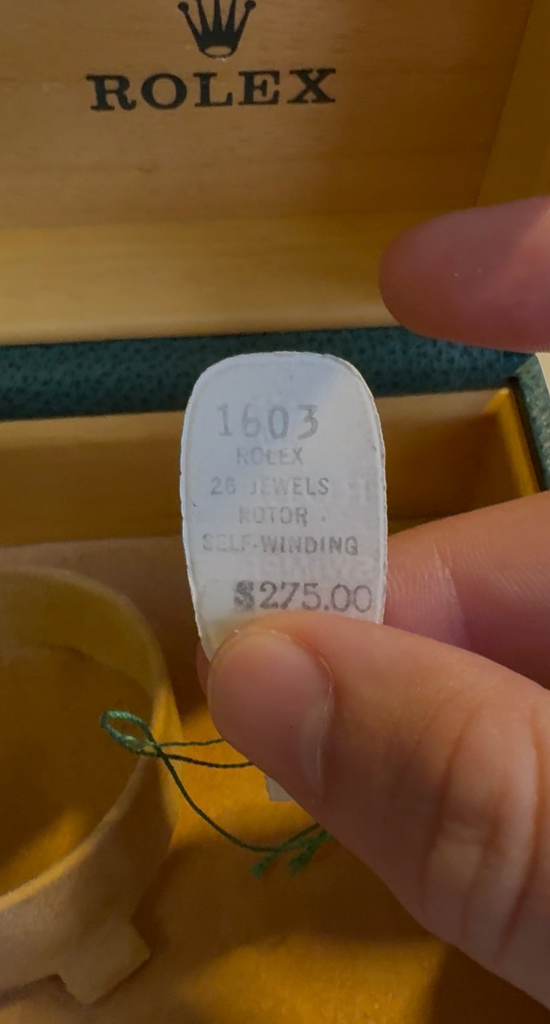 ROLEX
1603
ROLEX
26 JEWELS
ROTOR
SELF-WINDING
$275.00